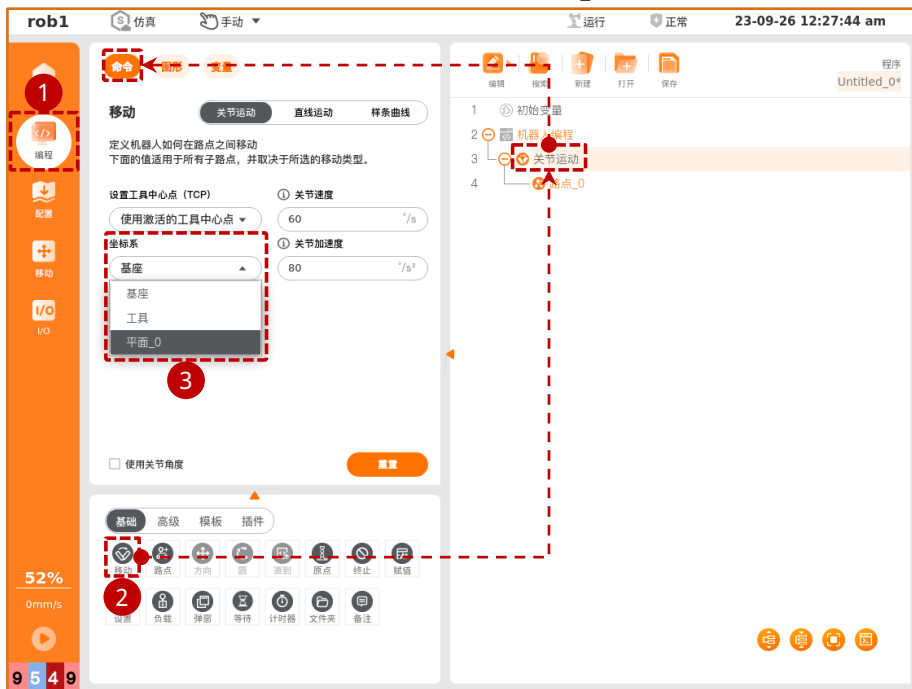 rob1
仿真
手动
运行
正常
23-09-26 12:27:44 am
1
编程
配置
移动
I/O
I/O
52%
0mm/s
9 5 4 9
命令 图形 变量
移动
关节运动 直线运动 样条曲线
定义机器人如何在路点之间移动
下面的值适用于所有子路点，并取决于所选的移动类型。
设置工具中心点（TCP）
关节速度
使用激活的工具中心点
60 °/s
坐标系
关节加速度
基座
80 °/s²
基座
工具
平面_0
3
使用关节角度
重置
基础 高级 模板 插件
移动 路点 方向 圆 直到 原点 终止 赋值
2
设置 负载 弹窗 等待 计时器 文件夹 备注
编辑 搜索 新建 打开 保存
程序
Untitled_0*
1 初始变量
2 机器人编程
3 关节运动
4 路点_0